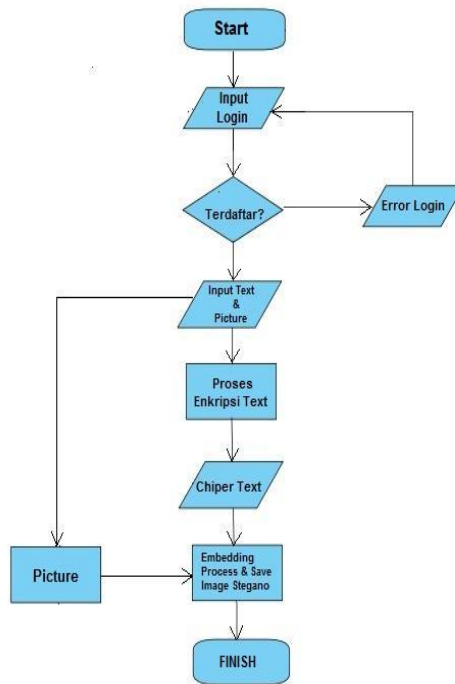 Start
Input
Login
Terdaftar?
Error Login
Input Text
&
Picture
Proses
Enkripsi Text
Chiper Text
Picture
Embedding
Process & Save
Image Stegano
FINISH